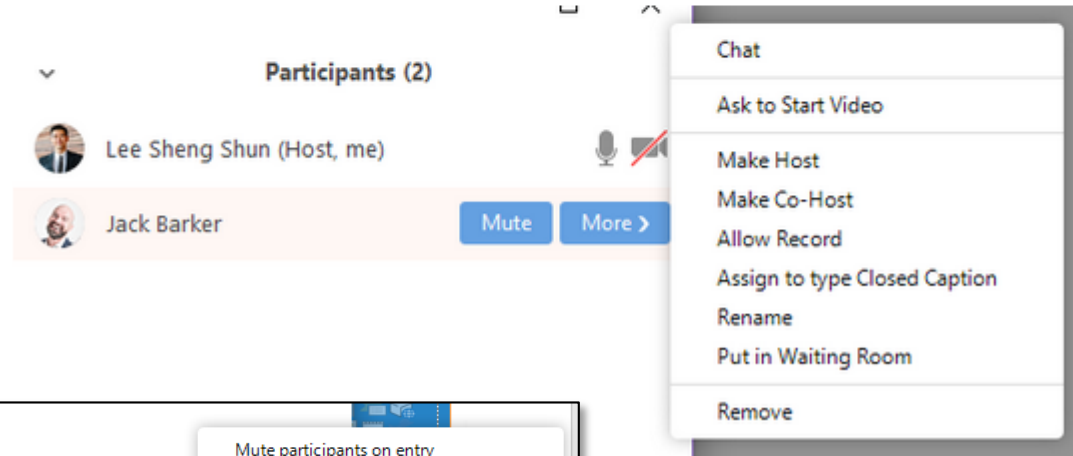 Participants (2)
Lee Sheng Shun (Host, me)
Jack Barker
Mute
More >
Chat
Ask to Start Video
Make Host
Make Co-Host
Allow Record
Assign to type Closed Caption
Rename
Put in Waiting Room
Remove
Mute participants on entry